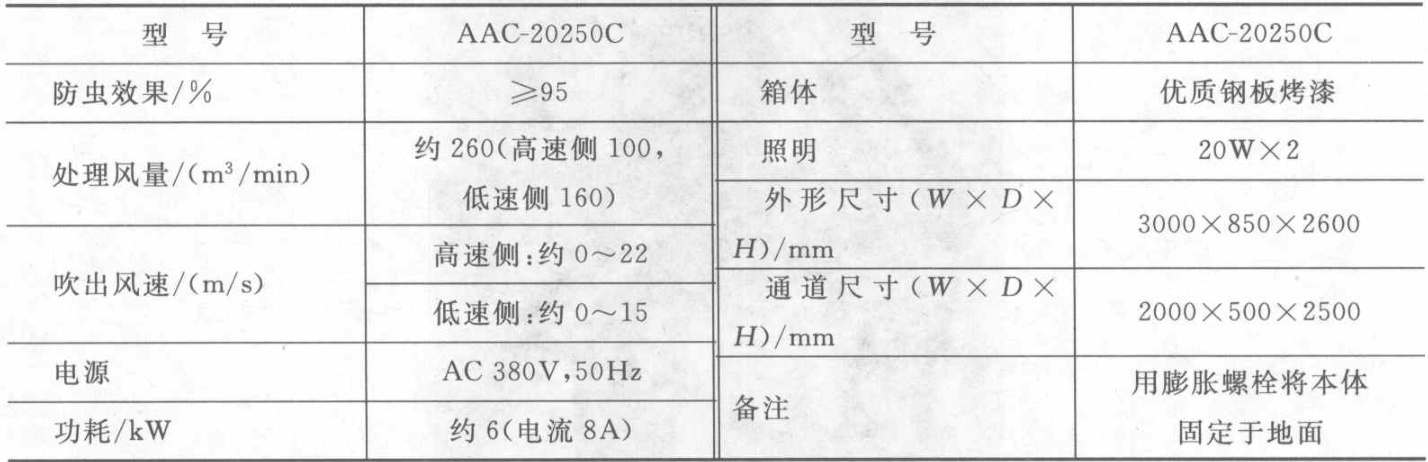 型 号 AAC-20250C 型 号 AAC-20250C
防虫效果/% ≥95 箱体 优质钢板烤漆
处理风量/(m³/min) 约 260(高速侧 100,
低速侧 160)
照明 20W×2
外形尺寸(W × D ×
H)/mm
3000×850×2600
吹出风速/(m/s) 高速侧:约 0~22
低速侧:约 0~15
通道尺寸(W × D ×
H)/mm
2000×500×2500
电源 AC 380V,50Hz
功耗/kW 约 6(电流 8A)
备注 用膨胀螺栓将本体
固定于地面